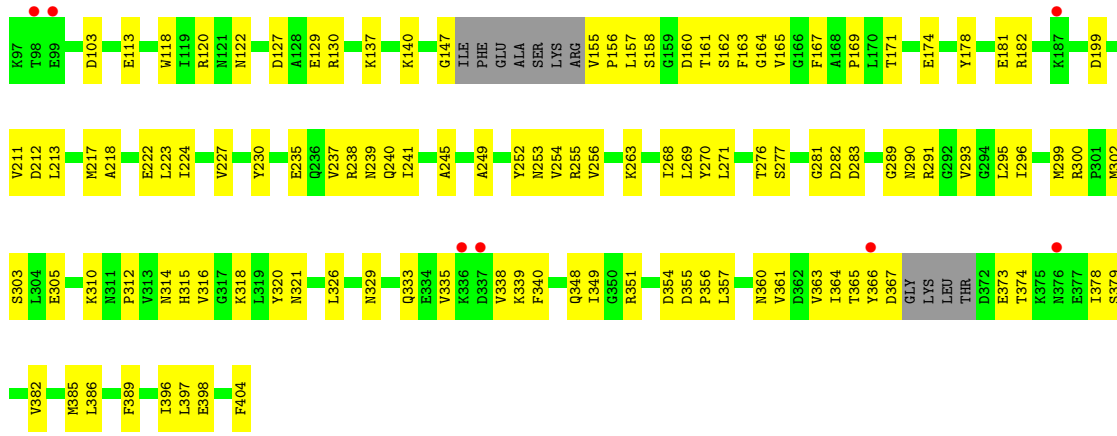 K97 T98 E99 D103 E113 W118 I119 R120 N121 N122 D127 A128 E129 R130 K137 K140 G147 ILE PHE GLU ALA SER LYS ARG V155 P156 L157 S158 G159 D160 T161 S162 F163 G164 V165 G166 F167 A168 P169 L170 T171 E174 Y178 E181 R182 K187 D199
V211 D212 L213 M217 A218 E222 L223 I224 V227 Y230 E235 Q236 V237 R238 N239 Q240 I241 A245 A249 Y252 N253 V254 R255 V256 K263 I268 L269 Y270 L271 T276 S277 G281 D282 D283 G289 N290 G292 R291 V293 G294 L295 I296 M299 R300 P301 M302
S303 L304 E305 K310 N311 P312 V313 N314 H315 V316 G317 K318 L319 Y320 N321 L326 N329 Q333 E334 V335 K336 D337 V338 K339 F340 Q348 I349 G350 R351 D354 D355 P356 L357 N360 V361 D362 V363 I364 T365 Y366 D367 GLY LYS LEU THR D372 E373 T374 K375 N376 E377 I378 S379
V382 M385 L386 F389 I396 L397 E398 F404